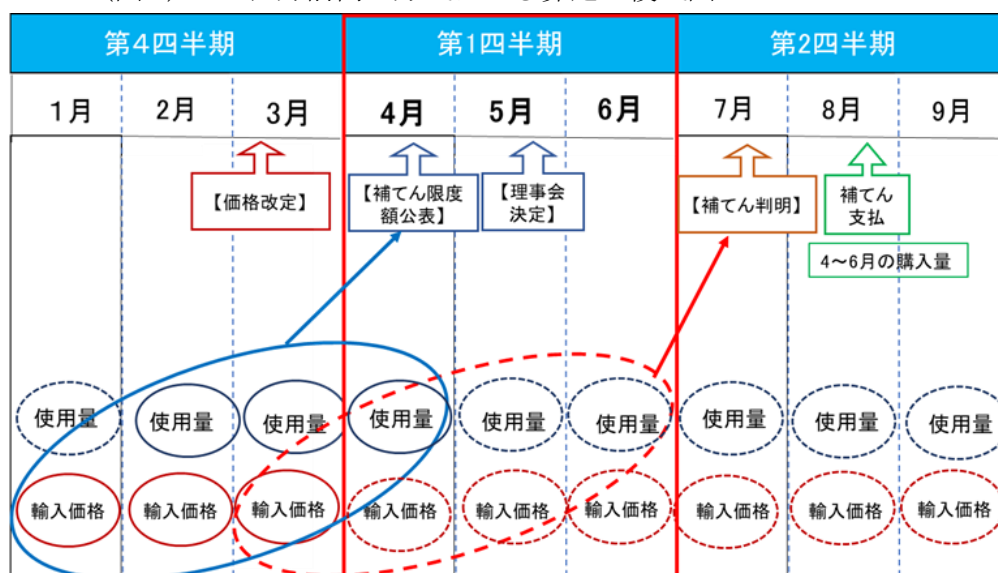 第4四半期
第1四半期
第2四半期
1月
2月
3月
4月
5月
6月
7月
8月
9月
【価格改定】
【補てん限度
額公表】
【理事会
決定】
【補てん判明】
補てん
支払
4～6月の購入量
使用量
使用量
使用量
使用量
使用量
使用量
使用量
使用量
使用量
輸入価格
輸入価格
輸入価格
輸入価格
輸入価格
輸入価格
輸入価格
輸入価格
輸入価格